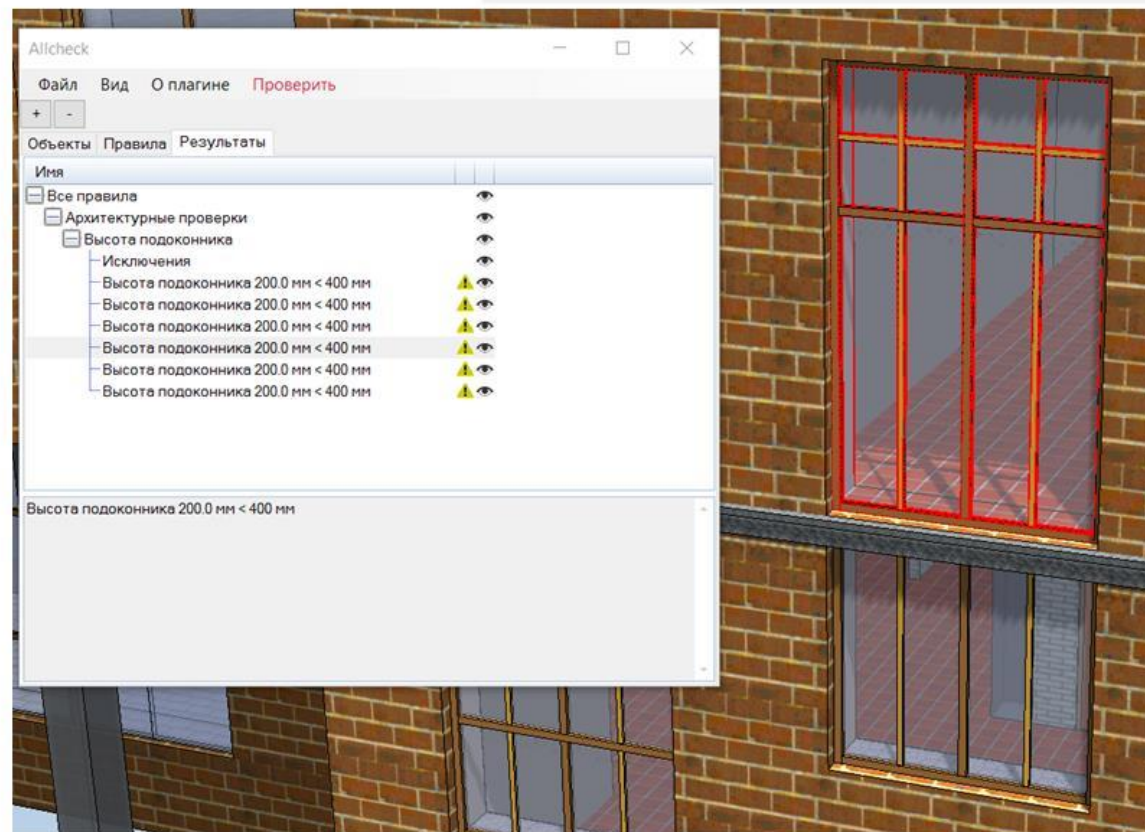 Allcheck
Файл Вид О плагине Проверить
+ -
Объекты Правила Результаты
Имя
Все правила
Архитектурные проверки
Высота подоконника
Исключения
Высота подоконника 200.0 мм < 400 мм
Высота подоконника 200.0 мм < 400 мм
Высота подоконника 200.0 мм < 400 мм
Высота подоконника 200.0 мм < 400 мм
Высота подоконника 200.0 мм < 400 мм
Высота подоконника 200.0 мм < 400 мм
Высота подоконника 200.0 мм < 400 мм